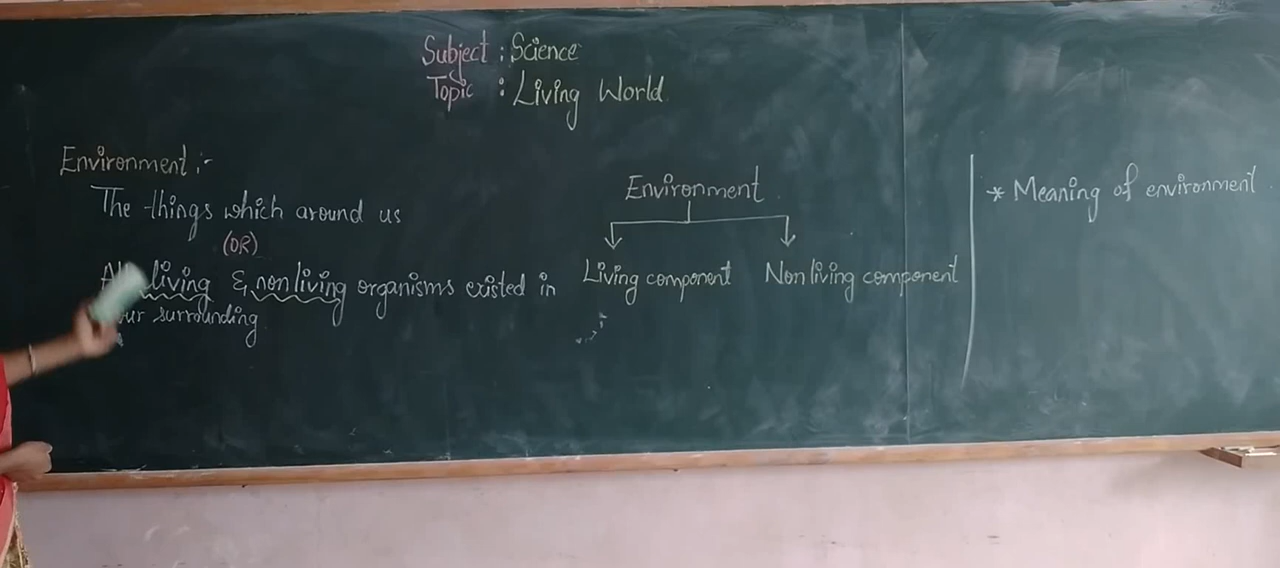 Subject : Science
Topic : Living World
Environment :-
The things which around us
(OR)
living & non living organisms existed in
our surrounding
Environment
Living component Non living component
* Meaning of environment